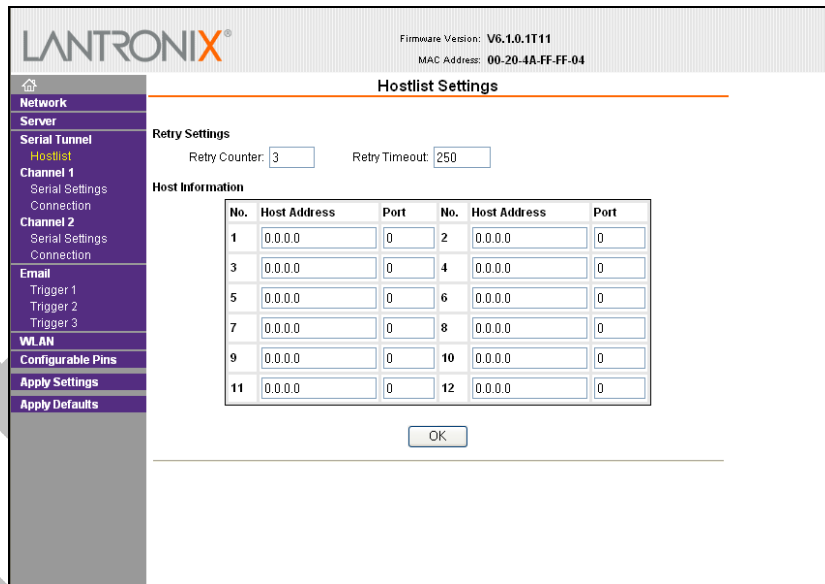 LANTRONIX®
Firmware Version: V6.1.0.1T11
MAC Address: 00-20-4A-FF-FF-04
Network
Server
Serial Tunnel
Hostlist
Channel 1
Serial Settings
Connection
Channel 2
Serial Settings
Connection
Email
Trigger 1
Trigger 2
Trigger 3
WLAN
Configurable Pins
Apply Settings
Apply Defaults
Hostlist Settings
Retry Settings
Retry Counter: 3 Retry Timeout: 250
Host Information
No. Host Address Port No. Host Address Port
1 0.0.0.0 0 2 0.0.0.0 0
3 0.0.0.0 0 4 0.0.0.0 0
5 0.0.0.0 0 6 0.0.0.0 0
7 0.0.0.0 0 8 0.0.0.0 0
9 0.0.0.0 0 10 0.0.0.0 0
11 0.0.0.0 0 12 0.0.0.0 0
OK